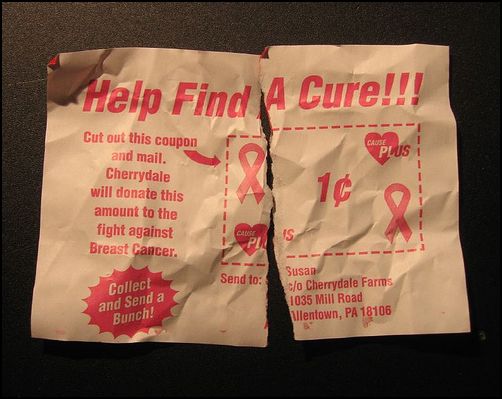 Help Find A Cure!!!
Cut out this coupon
and mail.
Cherrydale
will donate this
amount to the
fight against
Breast Cancer.
Collect
and Send a
Bunch!
CAUSE
PLUS
1¢
CAUSE
PLUS
Send to:
Susan
c/o Cherrydale Farms
1035 Mill Road
Allentown, PA 18106